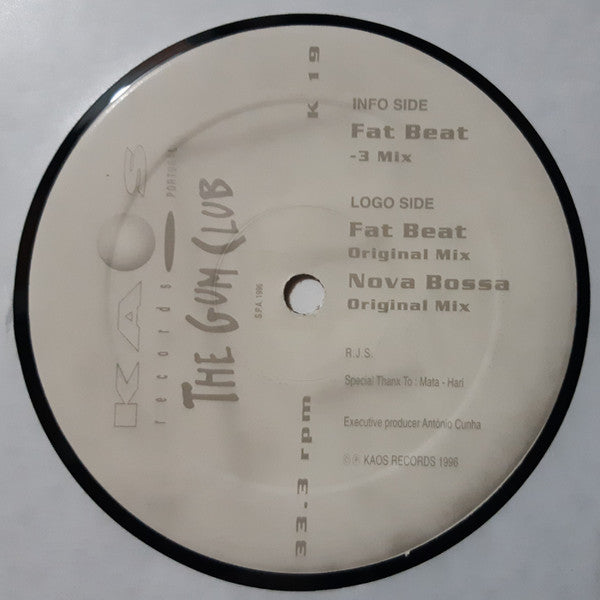 KAOS
records
PORTUGAL
THE GUM CLUB
S.P.A. 1996
K 19
33.3 rpm
INFO SIDE
Fat Beat
-3 Mix
LOGO SIDE
Fat Beat
Original Mix
Nova Bossa
Original Mix
R.J.S.
Special Thanx To : Mata - Hari
Executive producer António Cunha
© ℗ KAOS RECORDS 1996